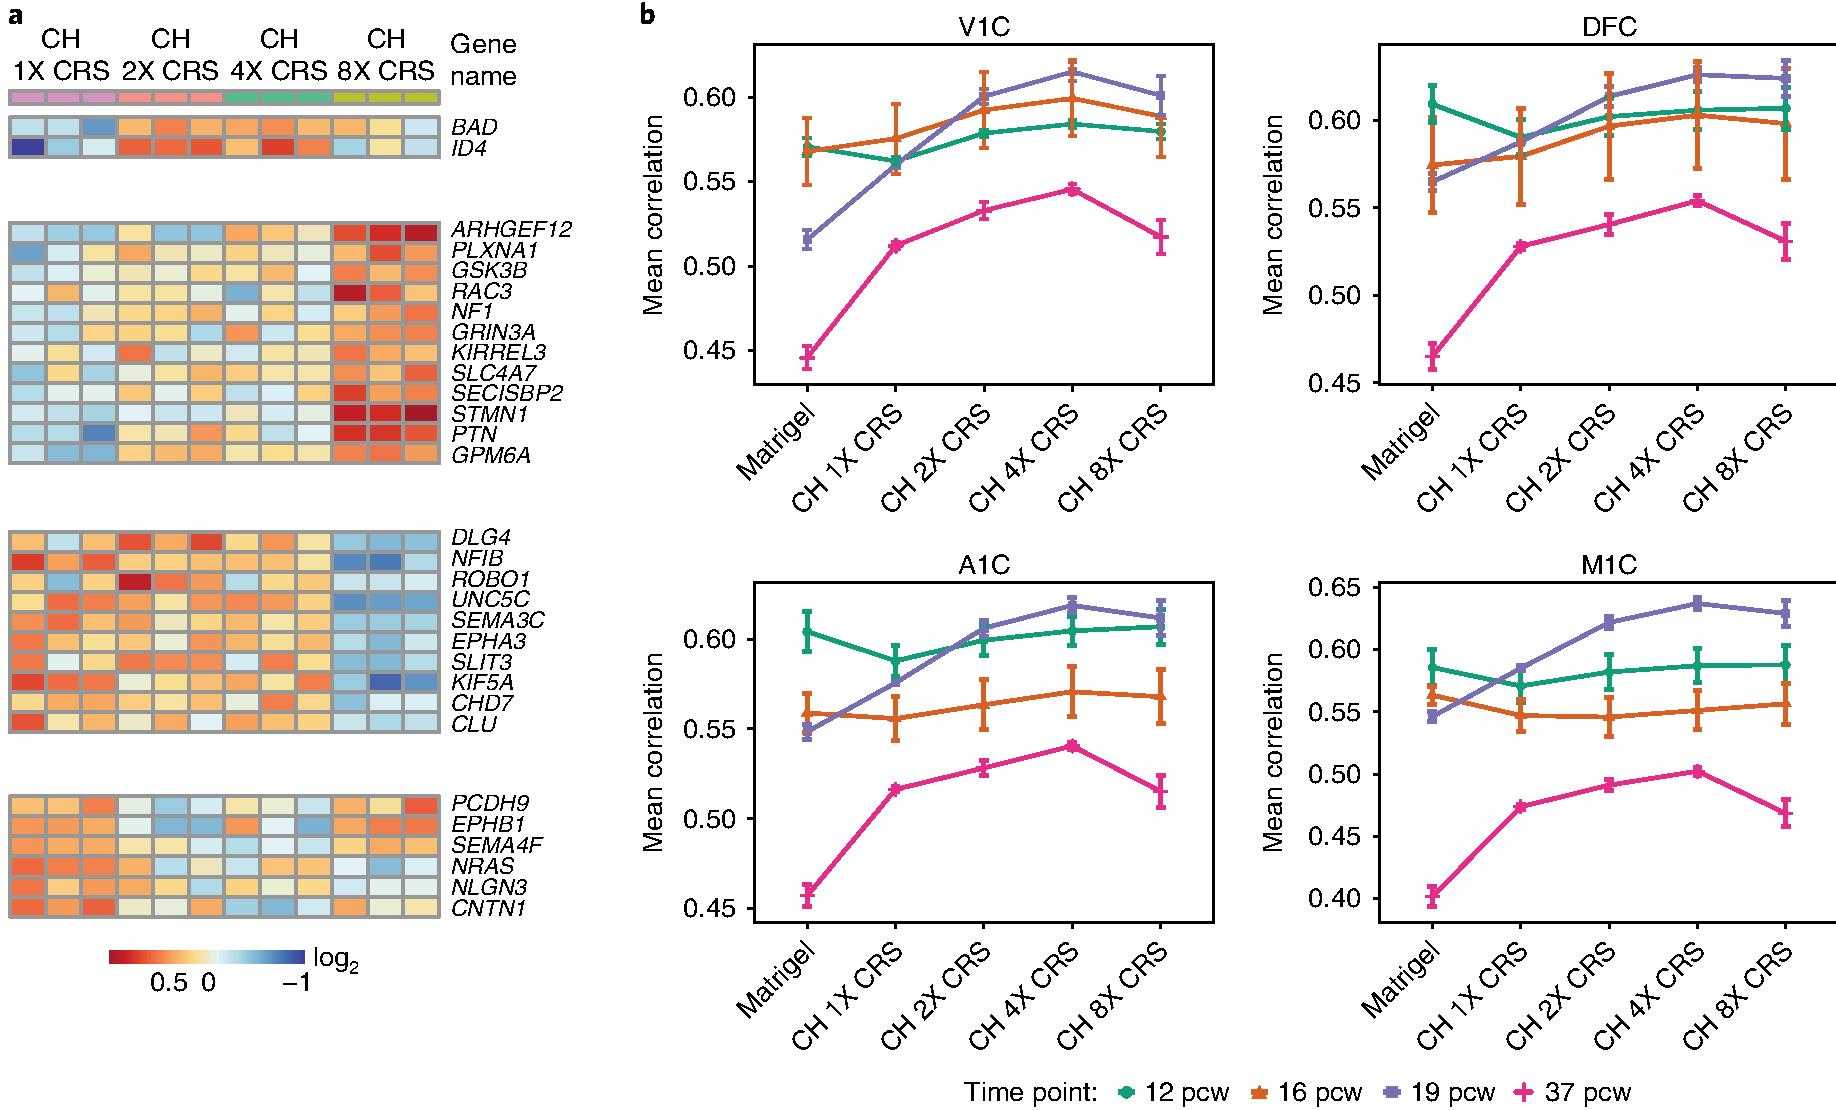 a
CH CH CH CH
1X CRS 2X CRS 4X CRS 8X CRS
Gene
name
BAD
ID4
ARHGEF12
PLXNA1
GSK3B
RAC3
NF1
GRIN3A
KIRREL3
SLC4A7
SECISBP2
STMN1
PTN
GPM6A
DLG4
NFIB
ROBO1
UNC5C
SEMA3C
EPHA3
SLIT3
KIF5A
CHD7
CLU
PCDH9
EPHB1
SEMA4F
NRAS
NLGN3
CNTN1
log2
0.5 0 −1
b
V1C
Mean correlation
0.60
0.55
0.50
0.45
Matrigel
CH 1X CRS
CH 2X CRS
CH 4X CRS
CH 8X CRS
DFC
Mean correlation
0.60
0.55
0.50
0.45
Matrigel
CH 1X CRS
CH 2X CRS
CH 4X CRS
CH 8X CRS
A1C
Mean correlation
0.60
0.55
0.50
0.45
Matrigel
CH 1X CRS
CH 2X CRS
CH 4X CRS
CH 8X CRS
M1C
Mean correlation
0.65
0.60
0.55
0.50
0.45
0.40
Matrigel
CH 1X CRS
CH 2X CRS
CH 4X CRS
CH 8X CRS
Time point: 12 pcw 16 pcw 19 pcw 37 pcw